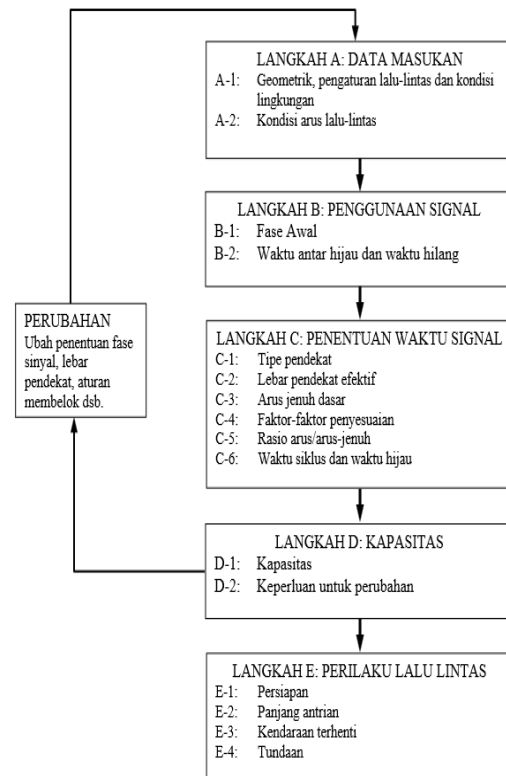 LANGKAH A: DATA MASUKAN
A-1: Geometrik, pengaturan lalu-lintas dan kondisi
lingkungan
A-2: Kondisi arus lalu-lintas
LANGKAH B: PENGGUNAAN SIGNAL
B-1: Fase Awal
B-2: Waktu antar hijau dan waktu hilang
PERUBAHAN
Ubah penentuan fase
sinyal, lebar
pendekat, aturan
membelok dsb.
LANGKAH C: PENENTUAN WAKTU SIGNAL
C-1: Tipe pendekat
C-2: Lebar pendekat efektif
C-3: Arus jenuh dasar
C-4: Faktor-faktor penyesuaian
C-5: Rasio arus/arus-jenuh
C-6: Waktu siklus dan waktu hijau
LANGKAH D: KAPASITAS
D-1: Kapasitas
D-2: Keperluan untuk perubahan
LANGKAH E: PERILAKU LALU LINTAS
E-1: Persiapan
E-2: Panjang antrian
E-3: Kendaraan terhenti
E-4: Tundaan